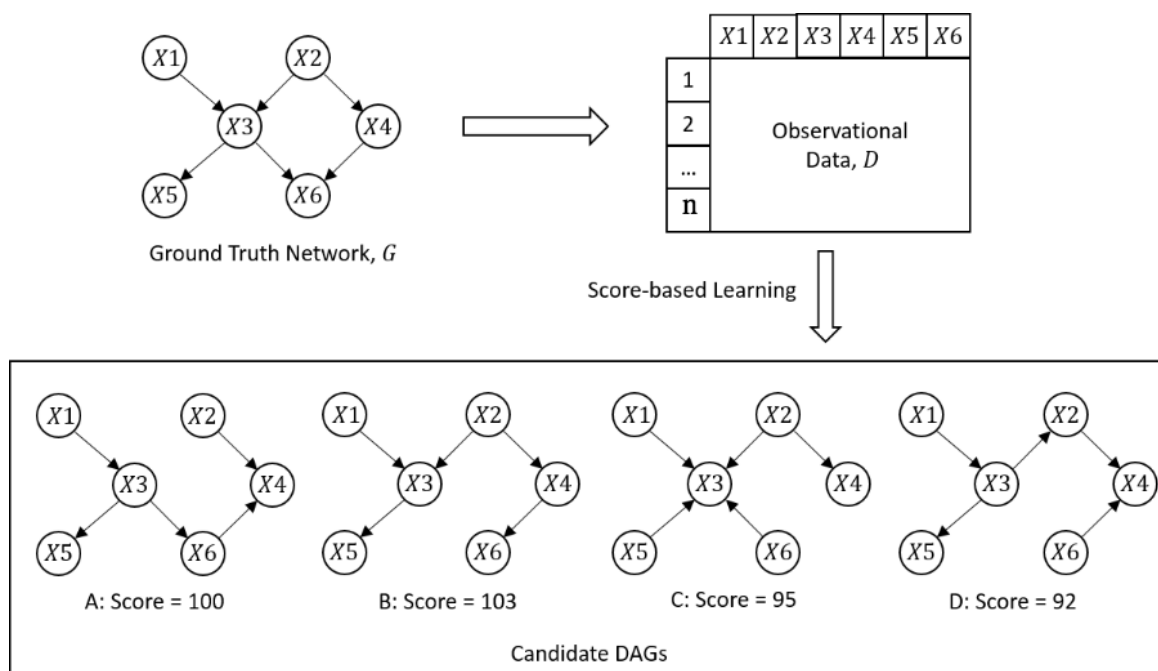 X1 X2
X3 X4
X5 X6
Ground Truth Network, G
X1 X2 X3 X4 X5 X6
1
2
...
n
Observational
Data, D
Score-based Learning
X1 X2
X3 X4
X5 X6
A: Score = 100
X1 X2
X3 X4
X5 X6
B: Score = 103
X1 X2
X3 X4
X5 X6
C: Score = 95
X1 X2
X3 X4
X5 X6
D: Score = 92
Candidate DAGs